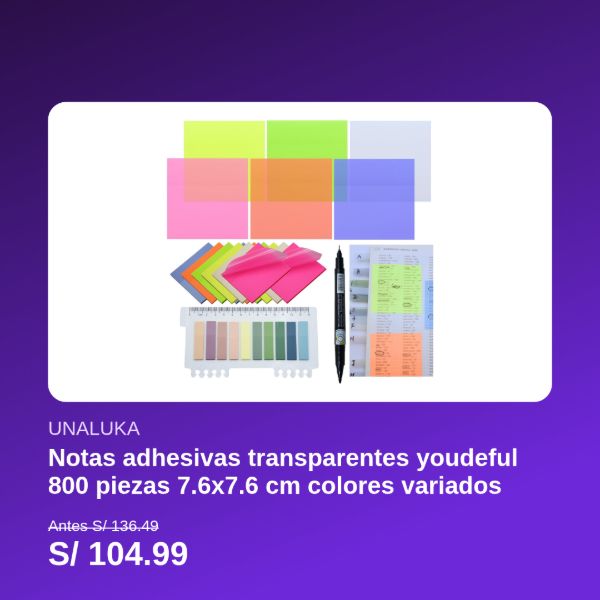 UNALUKA
Notas adhesivas transparentes youdeful
800 piezas 7.6x7.6 cm colores variados
Antes S/ 136.49
S/ 104.99